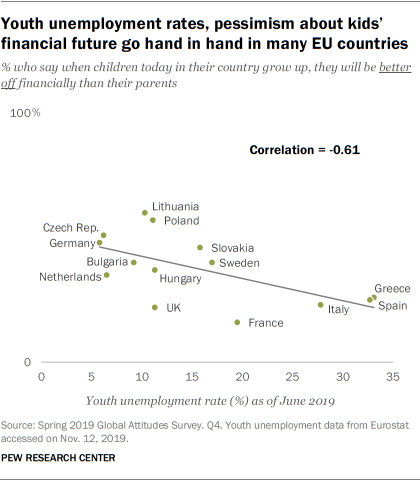 Youth unemployment rates, pessimism about kids'
financial future go hand in hand in many EU countries
% who say when children today in their country grow up, they will be better
off financially than their parents
100%
Correlation = -0.61
Lithuania
Poland
Czech Rep.
Germany
Slovakia
Bulgaria
Sweden
Netherlands
Hungary
Greece
UK
Italy
Spain
France
0
0 5 10 15 20 25 30 35
Youth unemployment rate (%) as of June 2019
Source: Spring 2019 Global Attitudes Survey. Q4. Youth unemployment data from Eurostat
accessed on Nov. 12, 2019.
PEW RESEARCH CENTER